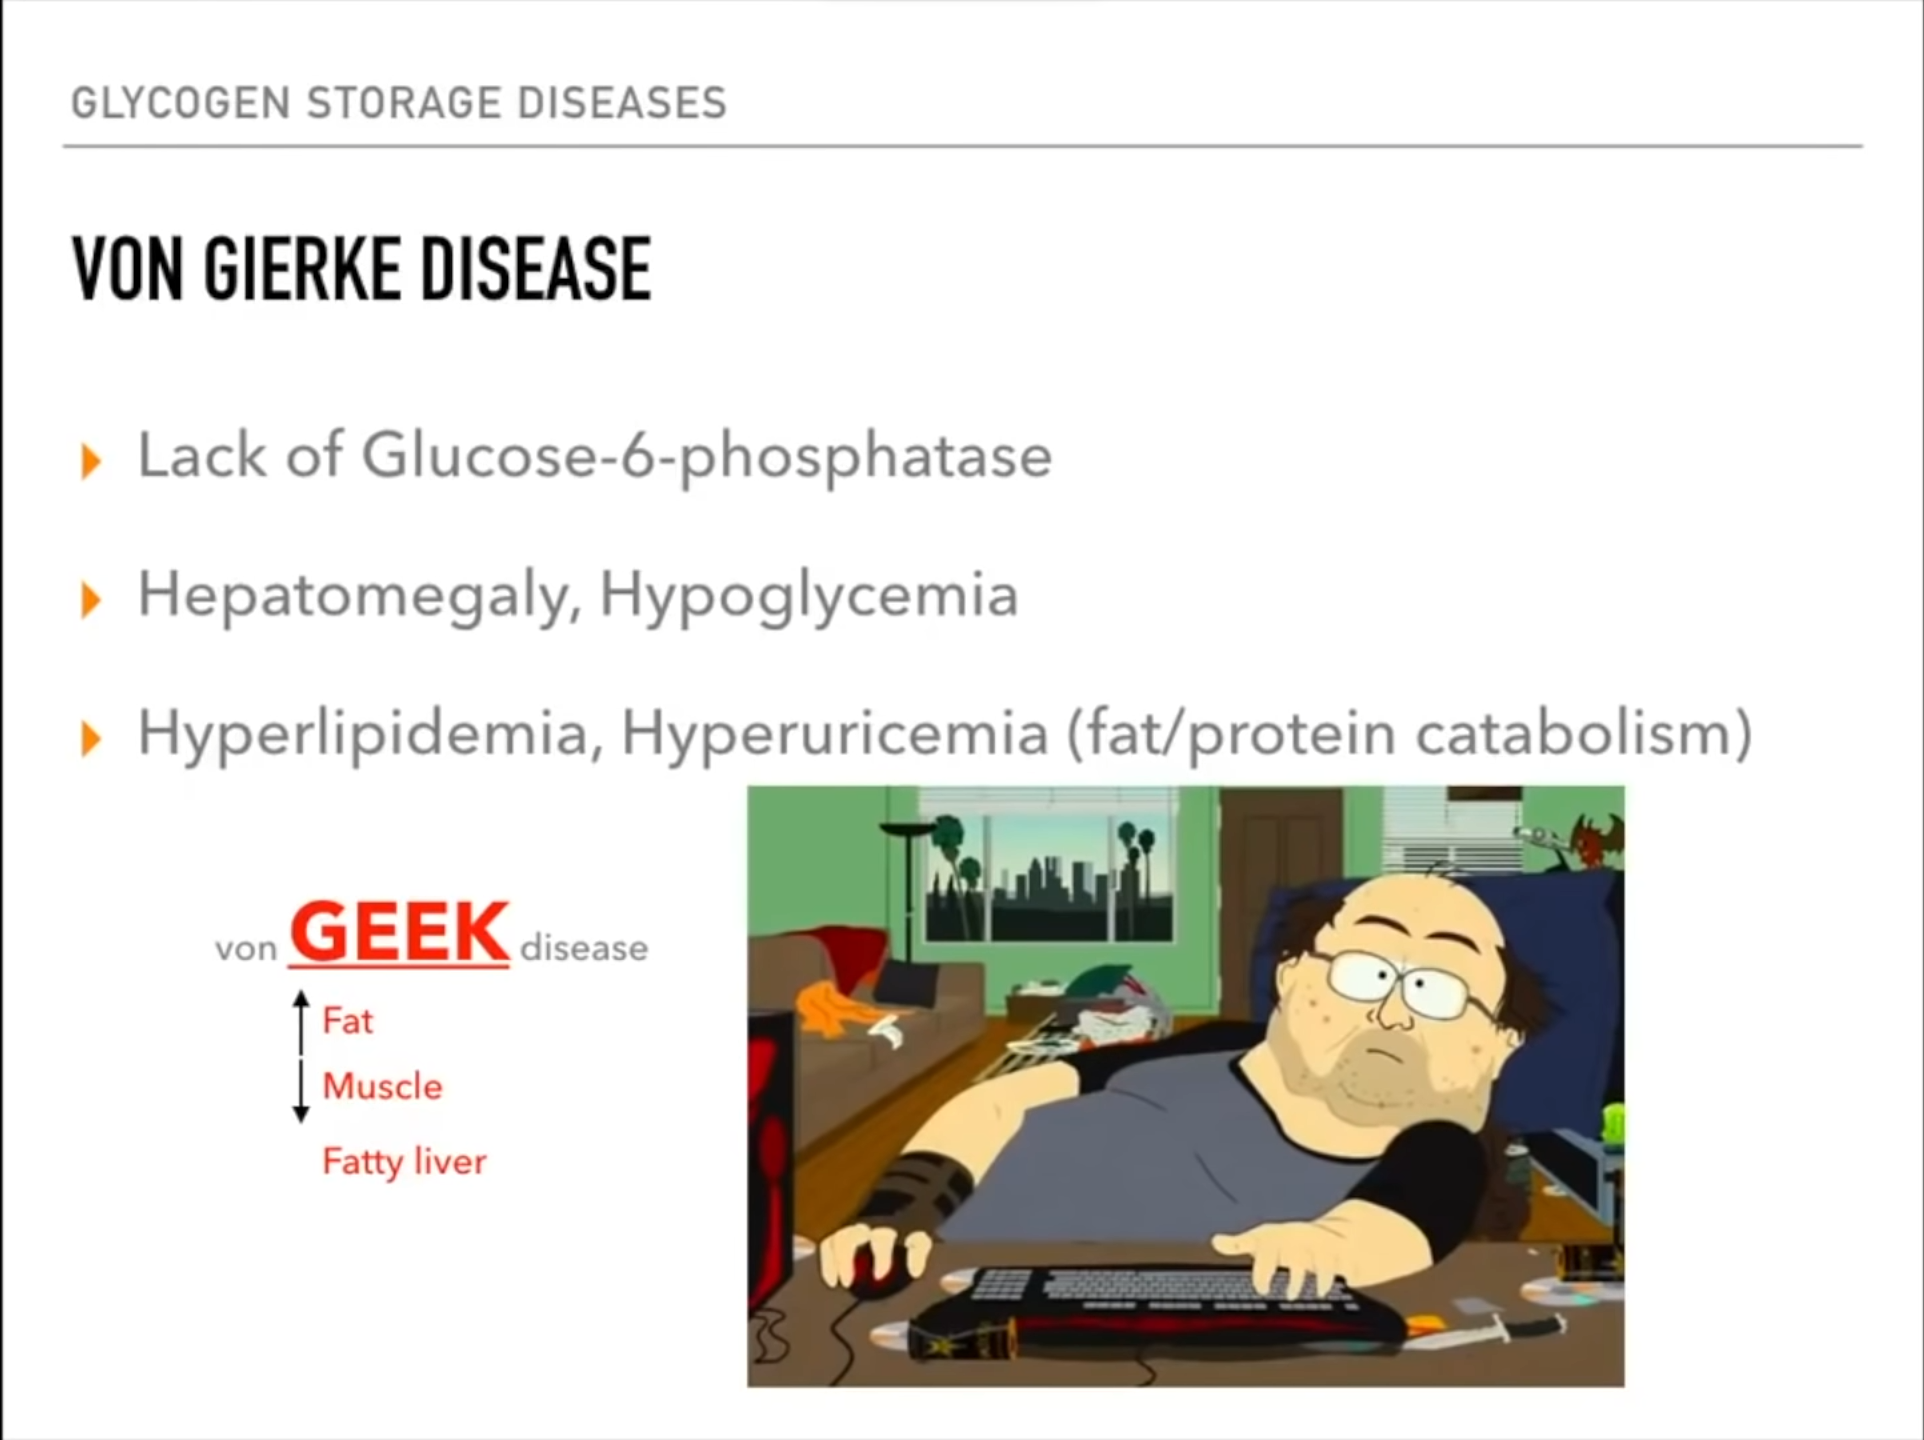 GLYCOGEN STORAGE DISEASES
VON GIERKE DISEASE
Lack of Glucose-6-phosphatase
Hepatomegaly, Hypoglycemia
Hyperlipidemia, Hyperuricemia (fat/protein catabolism)
von GEEK disease
Fat
Muscle
Fatty liver